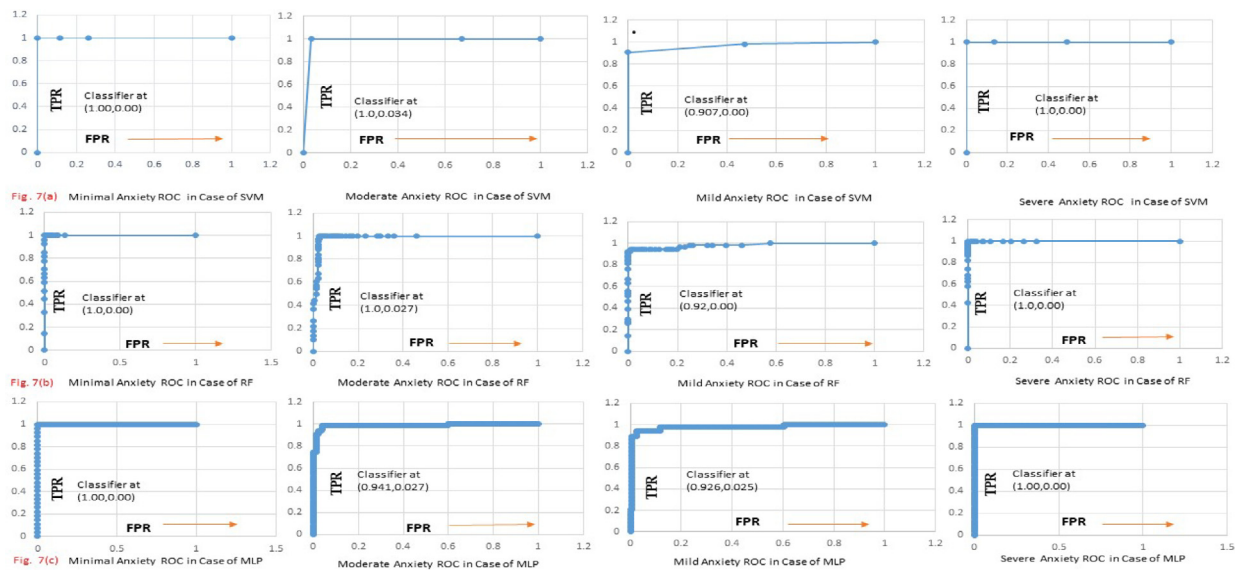 1.2 1.2 1.2 1.2
1 1 1 1
0.8 0.8 0.8 0.8
0.6 0.6 0.6 0.6
0.4 0.4 0.4 0.4
0.2 0.2 0.2 0.2
0 0 0 0
TPR TPR TPR TPR
Classifier at Classifier at Classifier at Classifier at
(1.00,0.00) (1.0,0.034) (0.907,0.00) (1.0,0.00)
FPR FPR FPR FPR
0 0.2 0.4 0.6 0.8 1 1.2 0 0.2 0.4 0.6 0.8 1 1.2 0 0.2 0.4 0.6 0.8 1 1.2 0 0.2 0.4 0.6 0.8 1 1.2
Fig. 7(a) Minimal Anxiety ROC in Case of SVM Moderate Anxiety ROC in Case of SVM Mild Anxiety ROC in Case of SVM Severe Anxiety ROC in Case of SVM
1.2 1.2 1.2 1.2
1 1 1 1
0.8 0.8 0.8 0.8
0.6 0.6 0.6 0.6
0.4 0.4 0.4 0.4
0.2 0.2 0.2 0.2
0 0 0 0
TPR TPR TPR TPR
Classifier at Classifier at Classifier at Classifier at
(1.0,0.00) (1.0,0.027) (0.92,0.00) (1.0,0.00)
FPR FPR FPR FPR
0 0.5 1 1.5 0 0.2 0.4 0.6 0.8 1 1.2 0 0.2 0.4 0.6 0.8 1 1.2 0 0.2 0.4 0.6 0.8 1 1.2
Fig. 7(b) Minimal Anxiety ROC in Case of RF Moderate Anxiety ROC in Case of RF Mild Anxiety ROC in Case of RF Severe Anxiety ROC in Case of RF
1.2 1.2 1.2 1.2
1 1 1 1
0.8 0.8 0.8 0.8
0.6 0.6 0.6 0.6
0.4 0.4 0.4 0.4
0.2 0.2 0.2 0.2
0 0 0 0
TPR TPR TPR TPR
Classifier at Classifier at Classifier at Classifier at
(1.00,0.00) (0.941,0.027) (0.926,0.025) (1.00,0.00)
FPR FPR FPR FPR
0 0.5 1 1.5 0 0.2 0.4 0.6 0.8 1 1.2 0 0.2 0.4 0.6 0.8 1 1.2 0 0.5 1 1.5
Fig. 7(c) Minimal Anxiety ROC in Case of MLP Moderate Anxiety ROC in Case of MLP Mild Anxiety ROC in Case of MLP Severe Anxiety ROC in Case of MLP